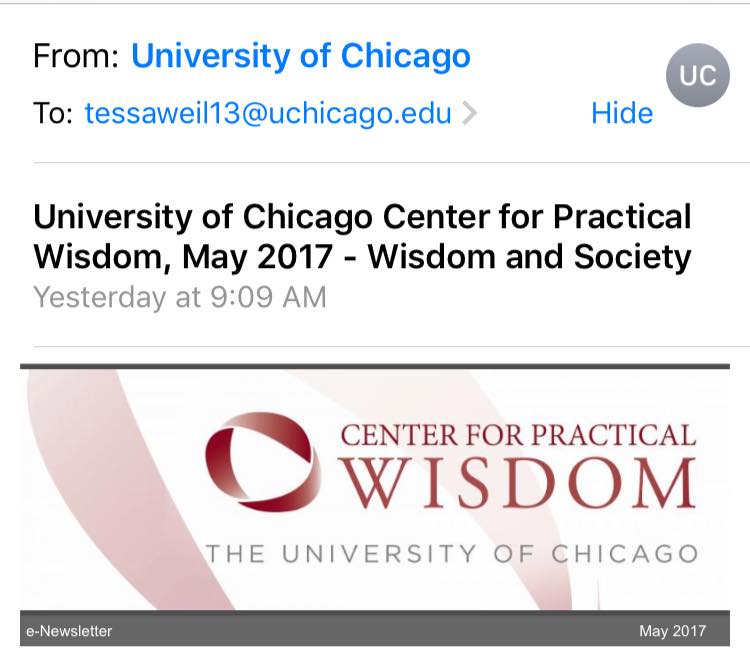 From: University of Chicago
UC
To: tessaweil13@uchicago.edu
Hide
University of Chicago Center for Practical
Wisdom, May 2017 - Wisdom and Society
Yesterday at 9:09 AM
CENTER FOR PRACTICAL
WISDOM
THE UNIVERSITY OF CHICAGO
e-Newsletter
May 2017